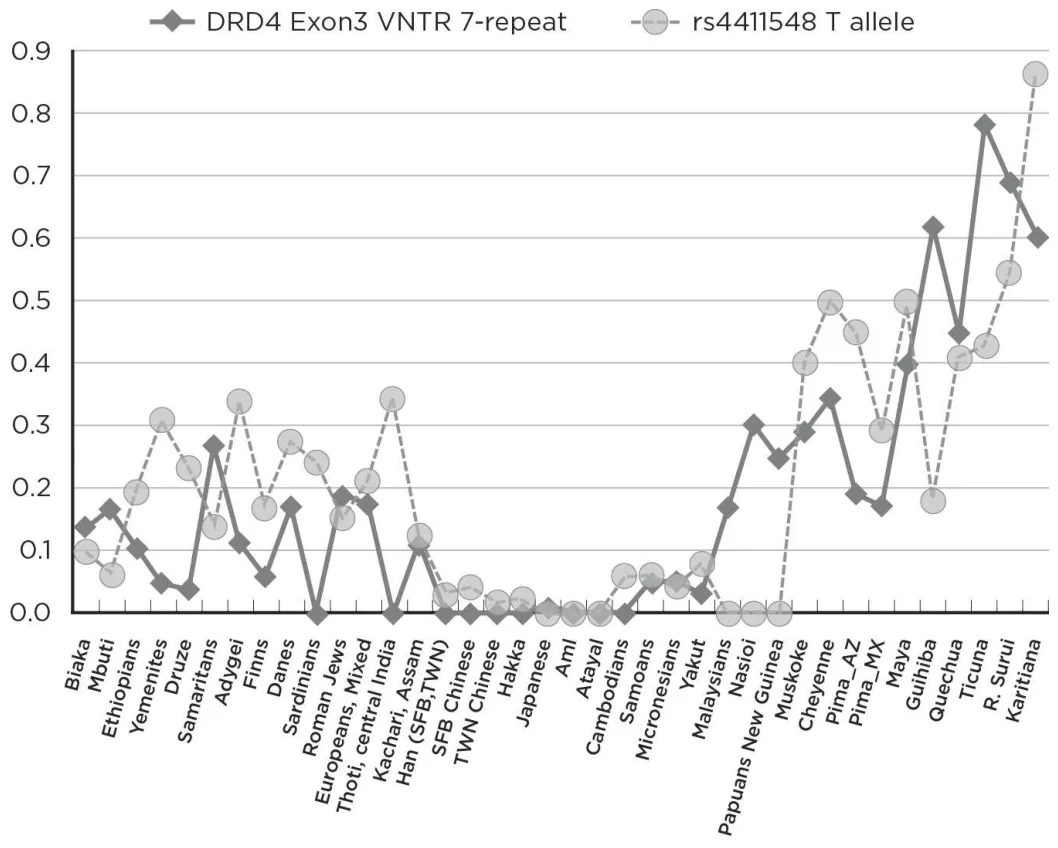 DRD4 Exon3 VNTR 7-repeat
rs4411548 T allele
0.9
0.8
0.7
0.6
0.5
0.4
0.3
0.2
0.1
0.0
Biaka
Mbuti
Ethiopians
Yemenites
Druze
Samaritans
Adygei
Finns
Danes
Sardinians
Roman Jews
Europeans, Mixed
Thoti, central India
Kachari, Assam
Han (SFB,TWN)
SFB Chinese
TWN Chinese
Hakka
Japanese
AmI
Atayal
Cambodians
Samoans
Micronesians
Yakut
Malaysians
Nasioi
Papuans New Guinea
Muskoke
Cheyenne
Pima_AZ
Pima_MX
Maya
Guihiba
Quechua
Ticuna
R. Surui
Karitiana